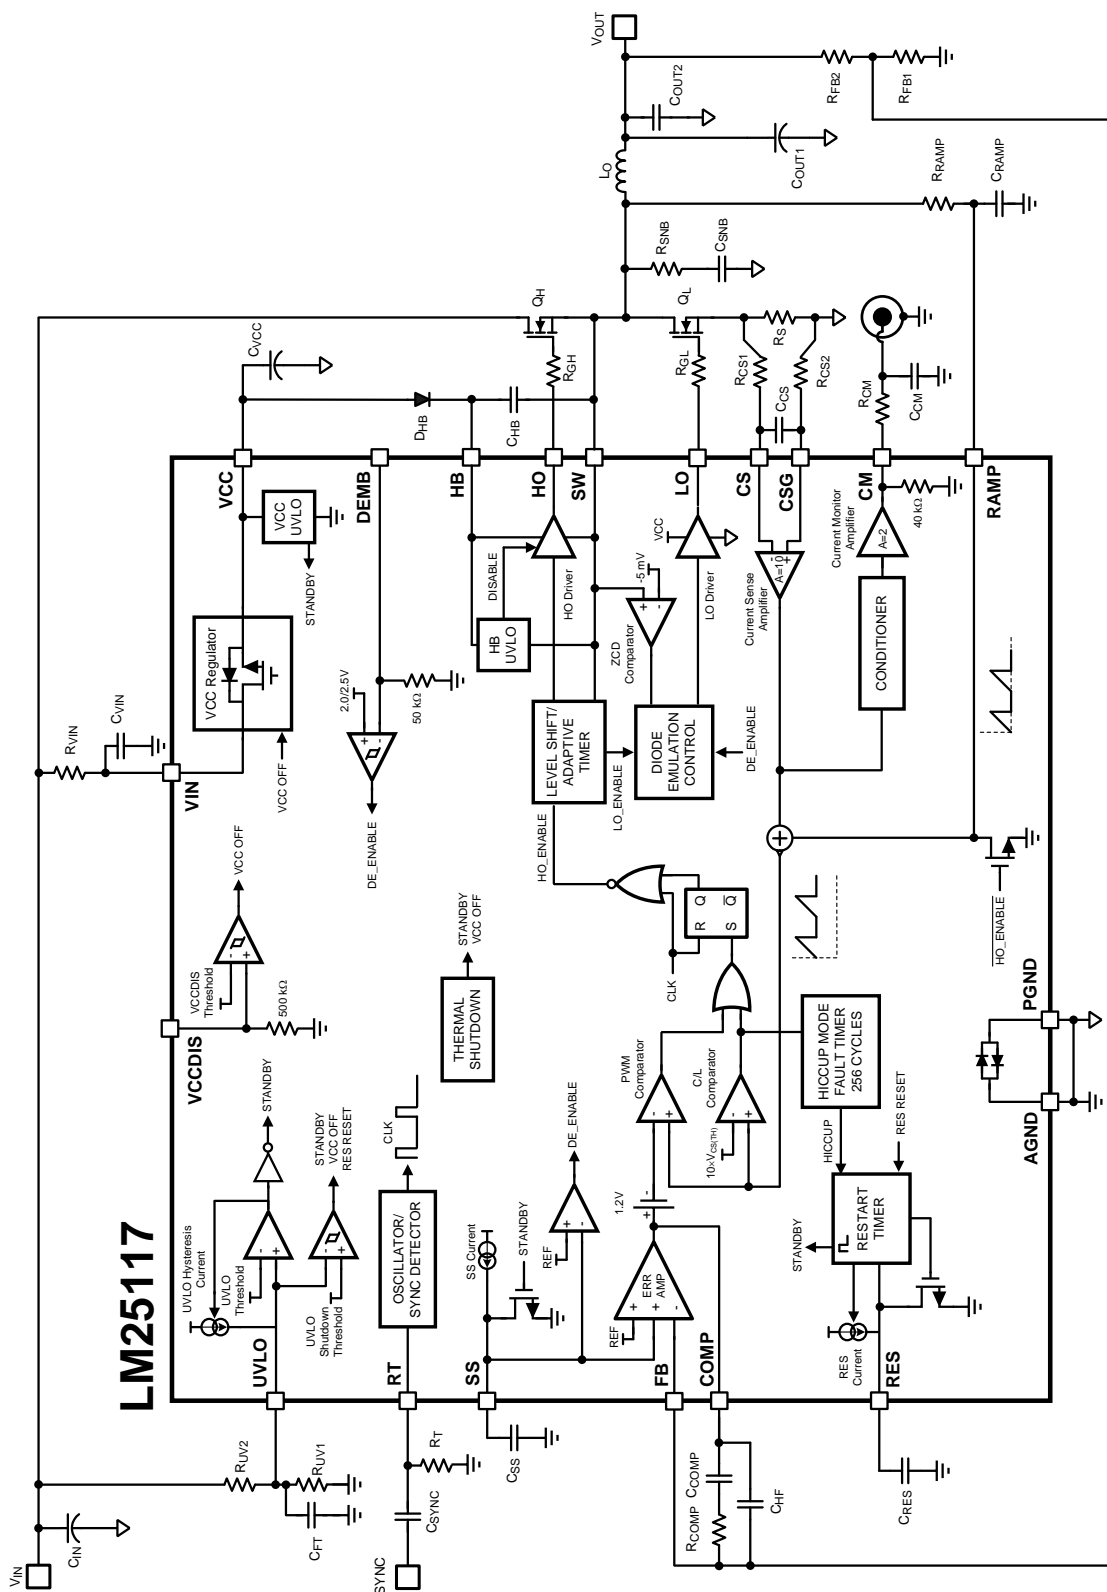 LM25117
VIN
CIN
RUV2
RUV1
CFT
SYNC
CSYNC
RT
CSS
RCOMP
CCOMP
CHF
CRES
UVLO
RT
SS
FB
COMP
RES
UVLO Hysteresis
Current
UVLO
Threshold
-
+
STANDBY
UVLO
Shutdown
Threshold
-
+
STANDBY
VCC OFF
RES RESET
OSCILLATOR/
SYNC DETECTOR
CLK
SS Current
STANDBY
REF
+
-
DE_ENABLE
REF
+
+
-
ERR
AMP
1.2V
+
-
PWM
Comparator
-
+
10xVCS(TH)
C/L
Comparator
-
+
STANDBY
RES
Current
RESTART
TIMER
HICCUP
RES RESET
HICCUP MODE
FAULT TIMER
256 CYCLES
VCCDIS
500 kΩ
VCCDIS
Threshold
-
+
VCC OFF
THERMAL
SHUTDOWN
STANDBY
VCC OFF
CLK
R
Q
S
Q
HO_ENABLE
AGND
PGND
HO_ENABLE
VIN
RVIN
CVIN
VCC Regulator
VCC OFF
VCC
UVLO
STANDBY
2.0/2.5V
+
-
50 kΩ
DE_ENABLE
LEVEL SHIFT/
ADAPTIVE
TIMER
LO_ENABLE
DIODE
EMULATION
CONTROL
DE_ENABLE
HB
UVLO
DISABLE
HO Driver
ZCD
Comparator
+
-
-5 mV
VCC
LO Driver
Current Sense
Amplifier
A=10
-
+
CONDITIONER
Current Monitor
Amplifier
A=2
40 kΩ
VCC
DEMB
HB
HO
SW
LO
CS
CSG
CM
RAMP
CVCC
DHB
CHB
RGH
QH
RGL
QL
RCS1
RS
CCS
RCS2
RCM
CCM
RSNB
CSNB
LO
COUT1
COUT2
VOUT
RFB2
RFB1
RRAMP
CRAMP